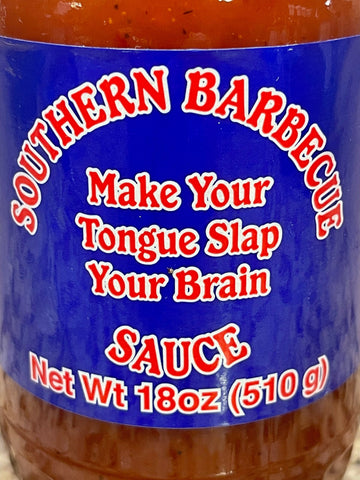 SOUTHERN BARBECUE
Make Your
Tongue Slap
Your Brain
SAUCE
Net Wt 18oz (510 g)